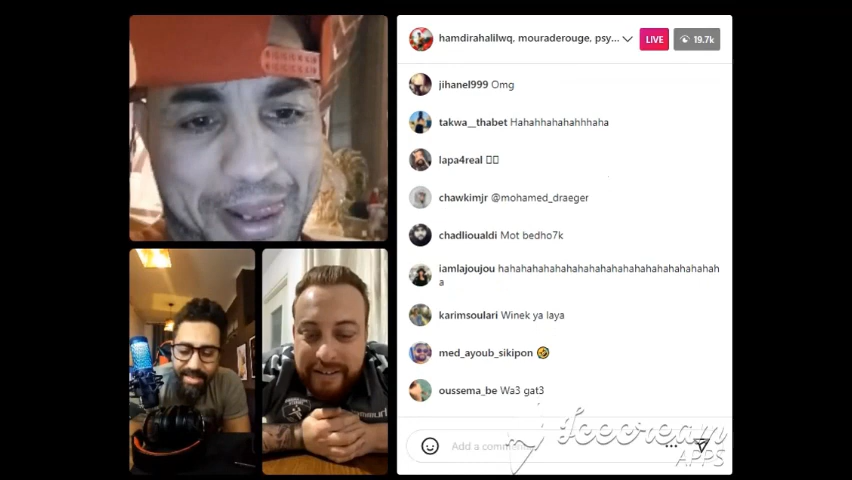 hamdirahalilwq, mouraderouge, psy...
LIVE
19.7k
jihanel999 Omg
takwa__thabet Hahahhahahahhhaha
lapa4real
chawkimjr @mohamed_draeger
chadlioualdi Mot bedho7k
iamlajoujou hahahahahahahahahahahahahahahahahahahah
a
karimsoulari Winek ya laya
med_ayoub_sikipon 🤣
oussema_be Wa3 gat3
Add a comment...
Icecream
APPS